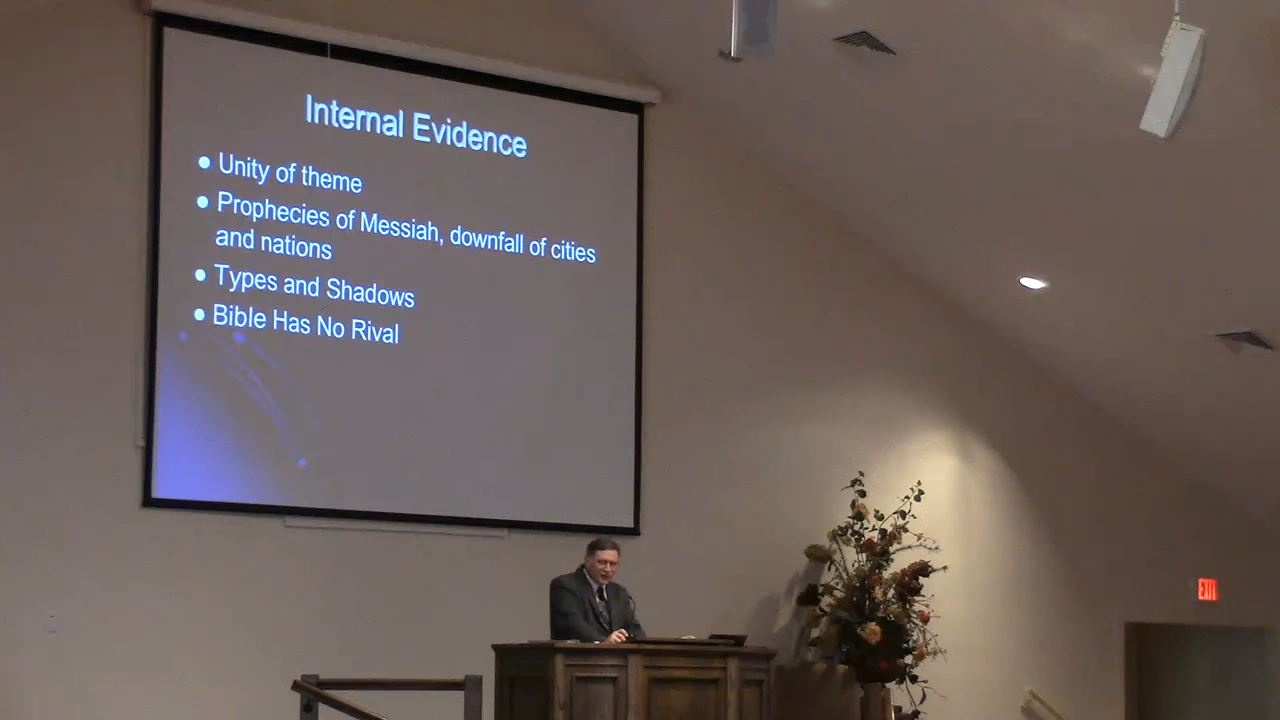 Internal Evidence
● Unity of theme
● Prophecies of Messiah, downfall of cities
and nations
● Types and Shadows
● Bible Has No Rival
EXIT